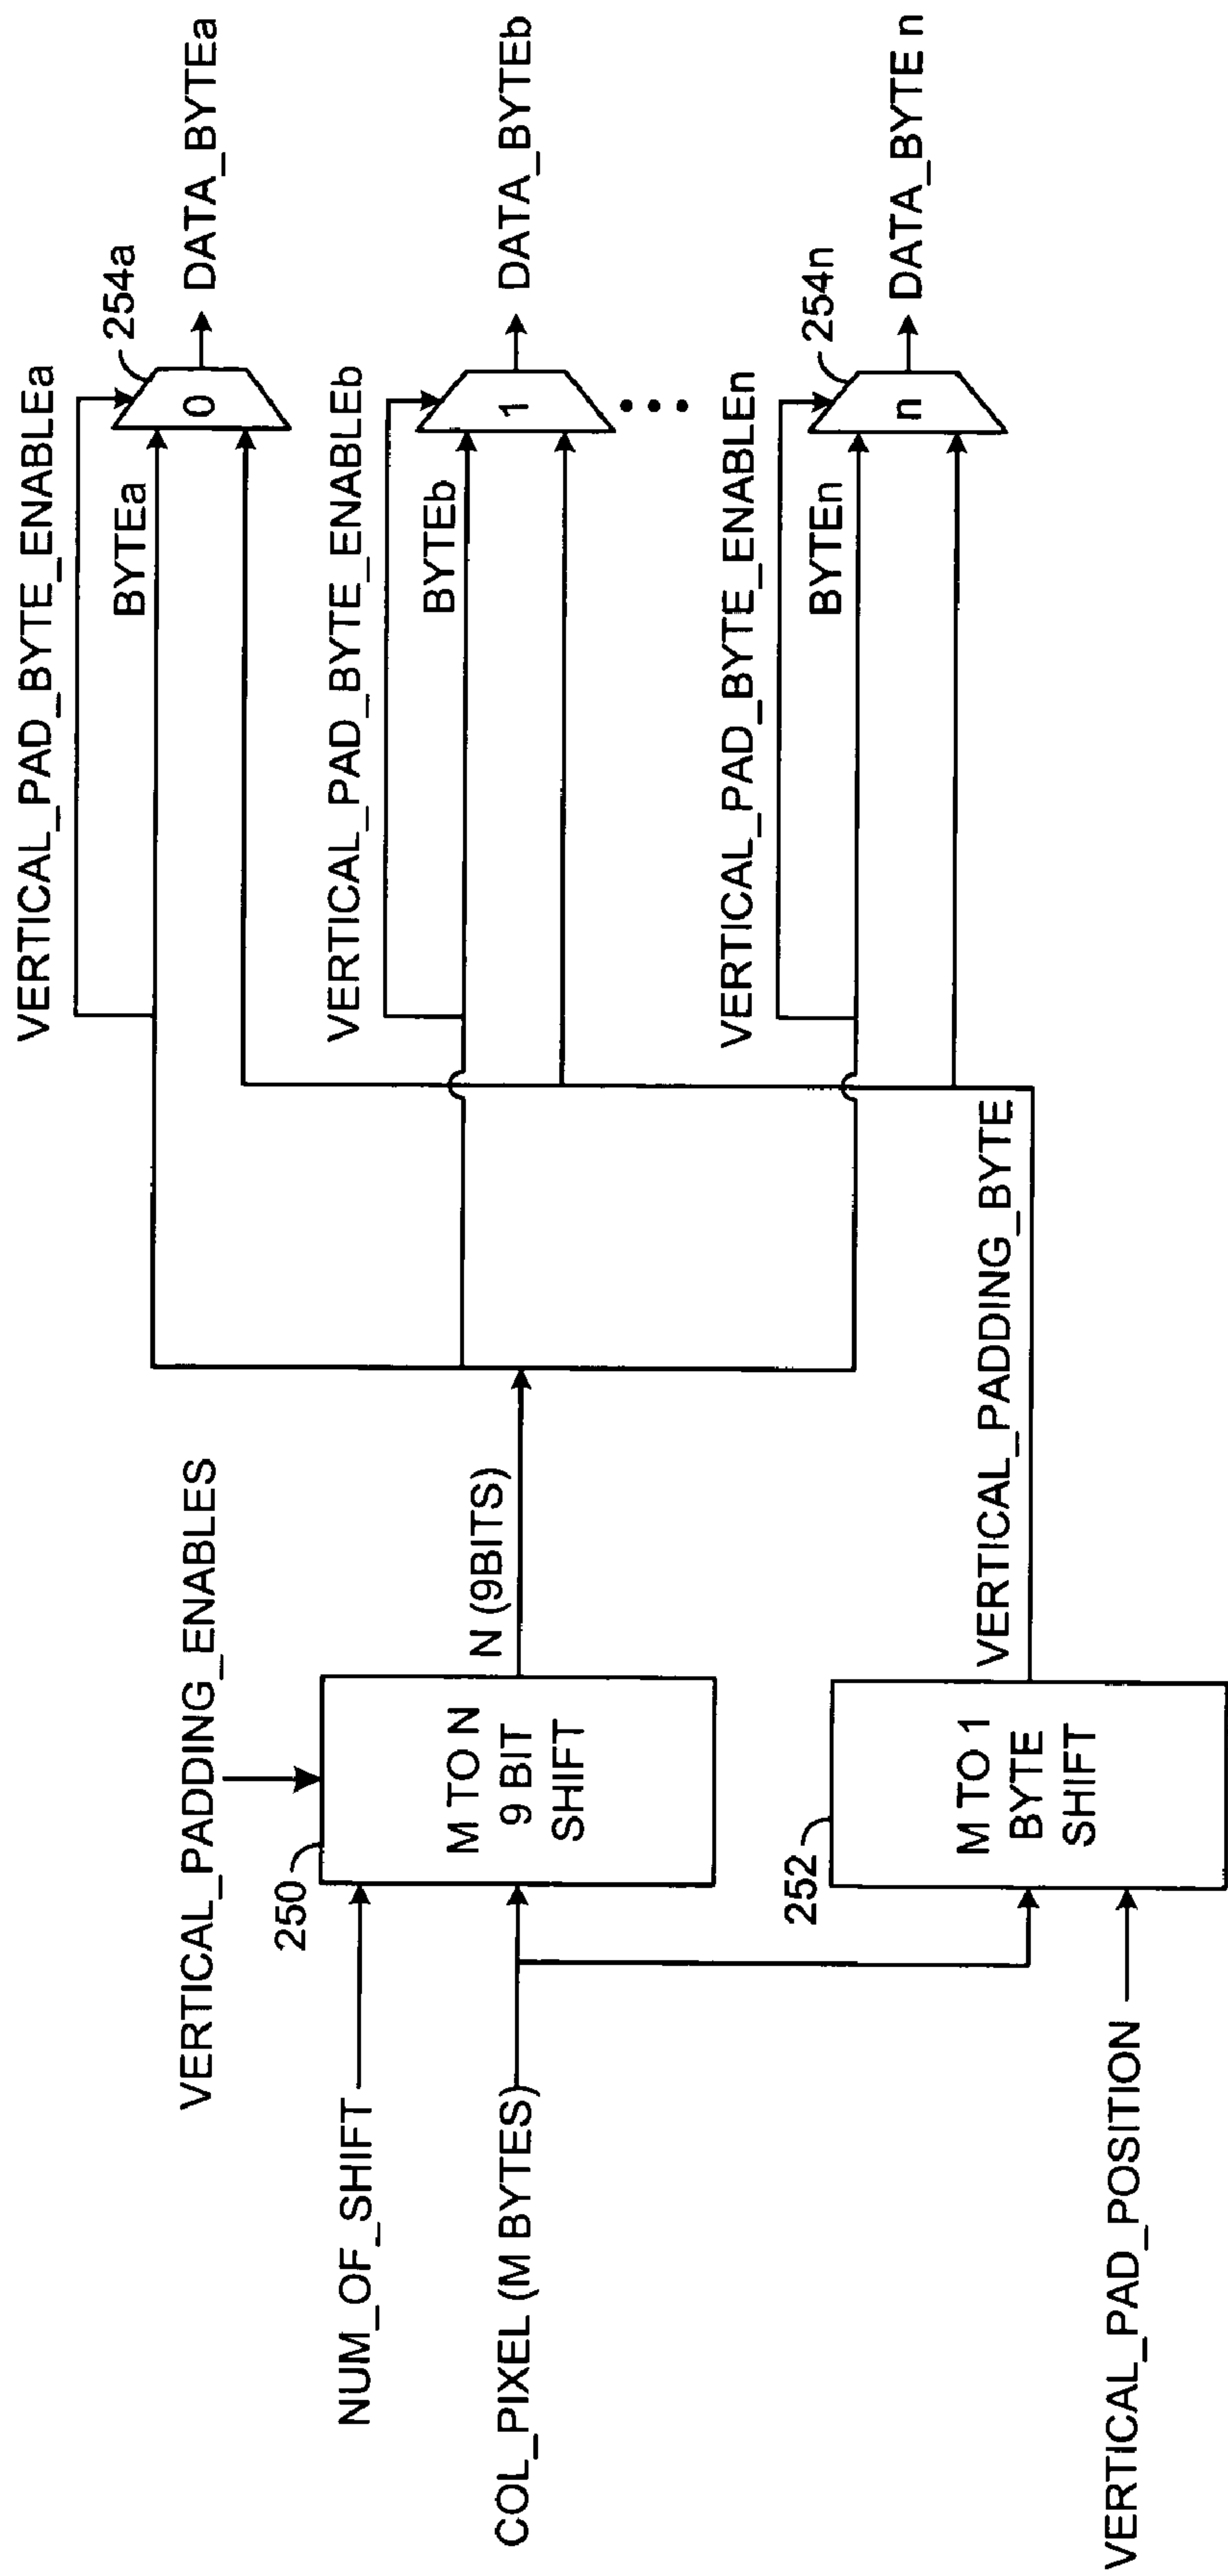 VERTICAL_PADDING_ENABLES
NUM_OF_SHIFT
COL_PIXEL (M BYTES)
VERTICAL_PAD_POSITION
250
M TO N
9 BIT
SHIFT
252
M TO 1
BYTE
SHIFT
N (9BITS)
VERTICAL_PADDING_BYTE
VERTICAL_PAD_BYTE_ENABLEa
BYTEa
254a
0
DATA_BYTEa
VERTICAL_PAD_BYTE_ENABLEb
BYTEb
1
DATA_BYTEb
VERTICAL_PAD_BYTE_ENABLEn
BYTEn
254n
n
DATA_BYTE n